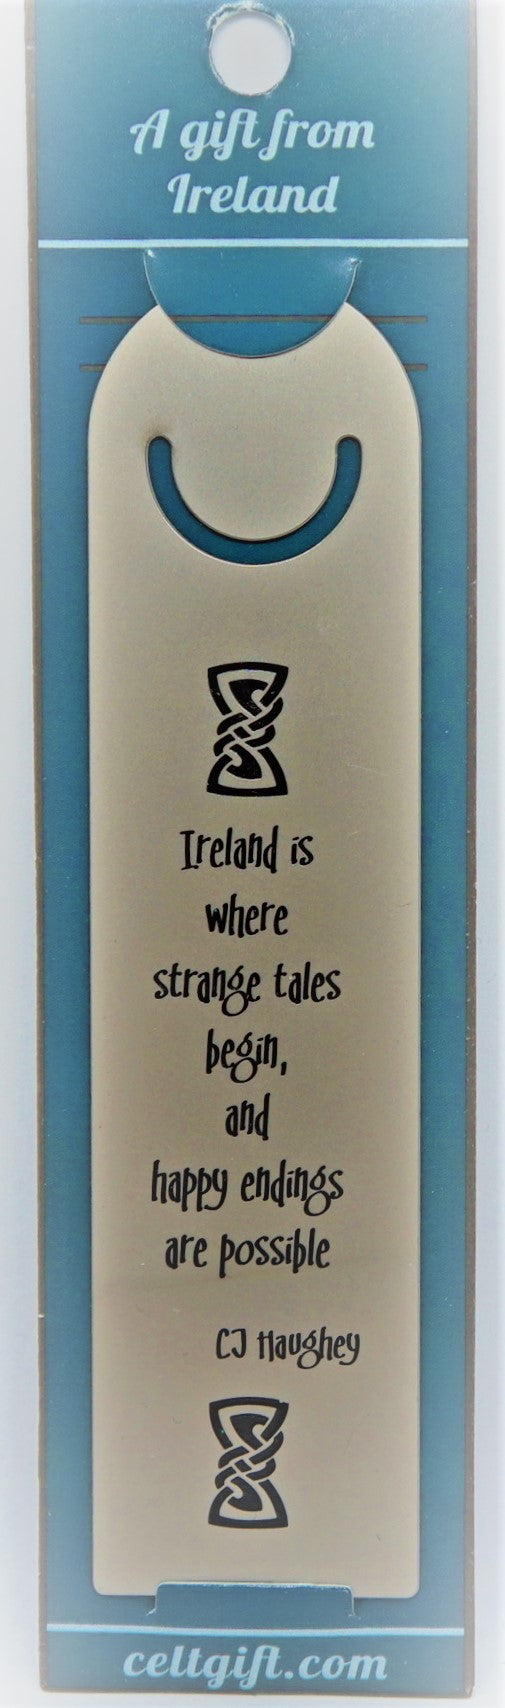 A gift from
Ireland
Ireland is
where
strange tales
begin,
and
happy endings
are possible
CJ Haughey
celtgift.com